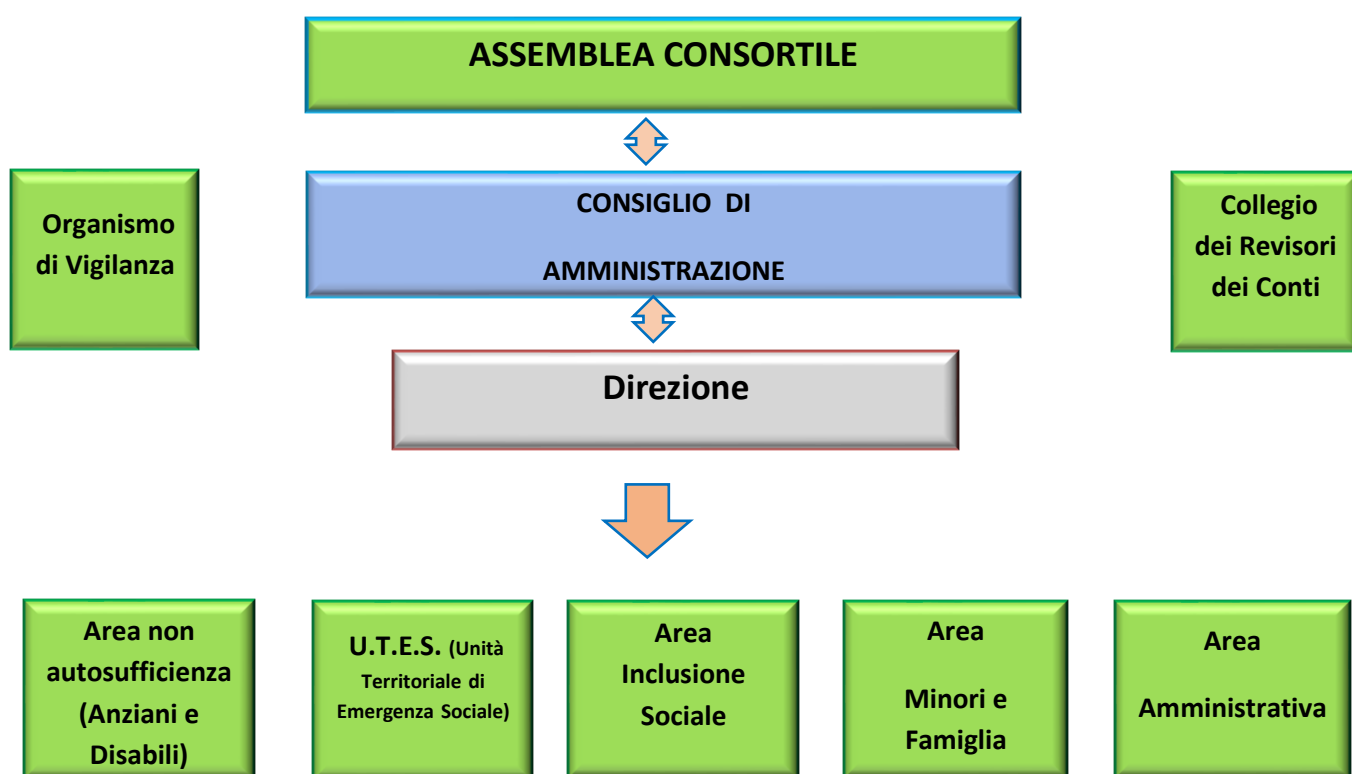 ASSEMBLEA CONSORTILE
Organismo
di Vigilanza
CONSIGLIO DI
AMMINISTRAZIONE
Collegio
dei Revisori
dei Conti
Direzione
Area non
autosufficienza
(Anziani e
Disabili)
U.T.E.S. (Unità
Territoriale di
Emergenza Sociale)
Area
Inclusione
Sociale
Area
Minori e
Famiglia
Area
Amministrativa